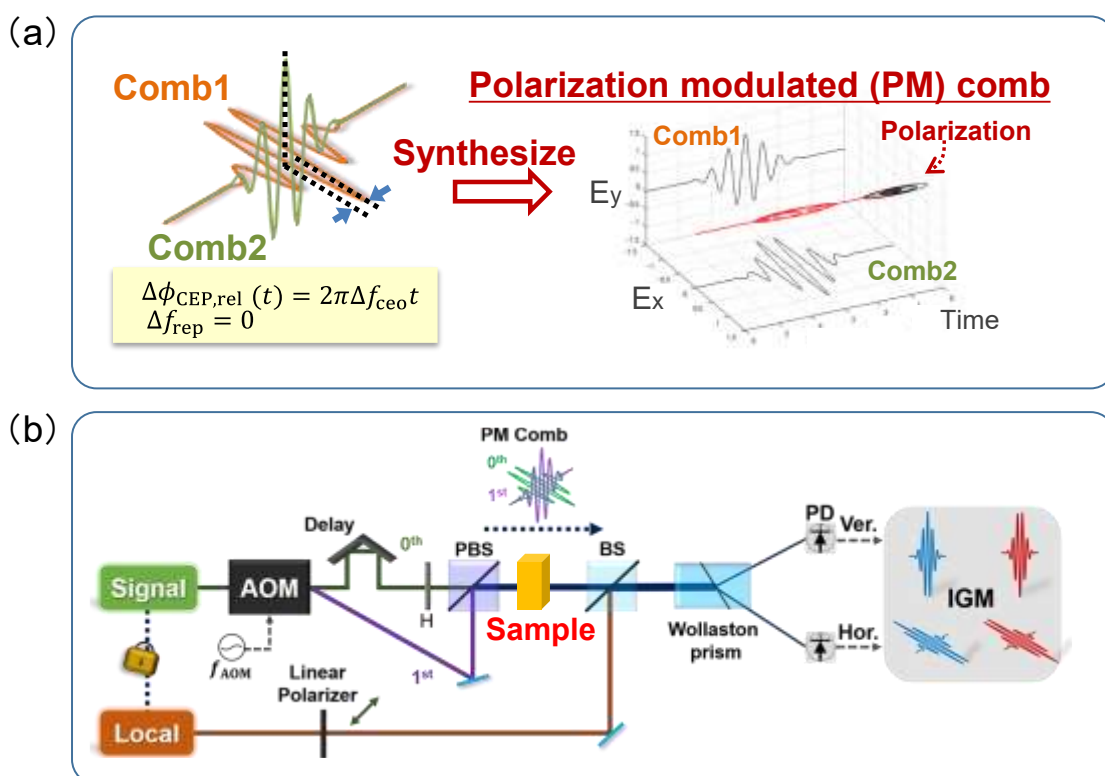 (a)
Comb1
Comb2
Δϕ_CEP,rel (t) = 2πΔf_ceo t
Δf_rep = 0
Synthesize
Polarization modulated (PM) comb
Comb1
Polarization
Ey
Comb2
Ex
Time
(b)
PM Comb
0th
1st
Delay
0th
PBS
BS
PD
Ver.
Signal
AOM
H
Sample
Wollaston
prism
IGM
Hor.
f_AOM
1st
Linear
Polarizer
Local